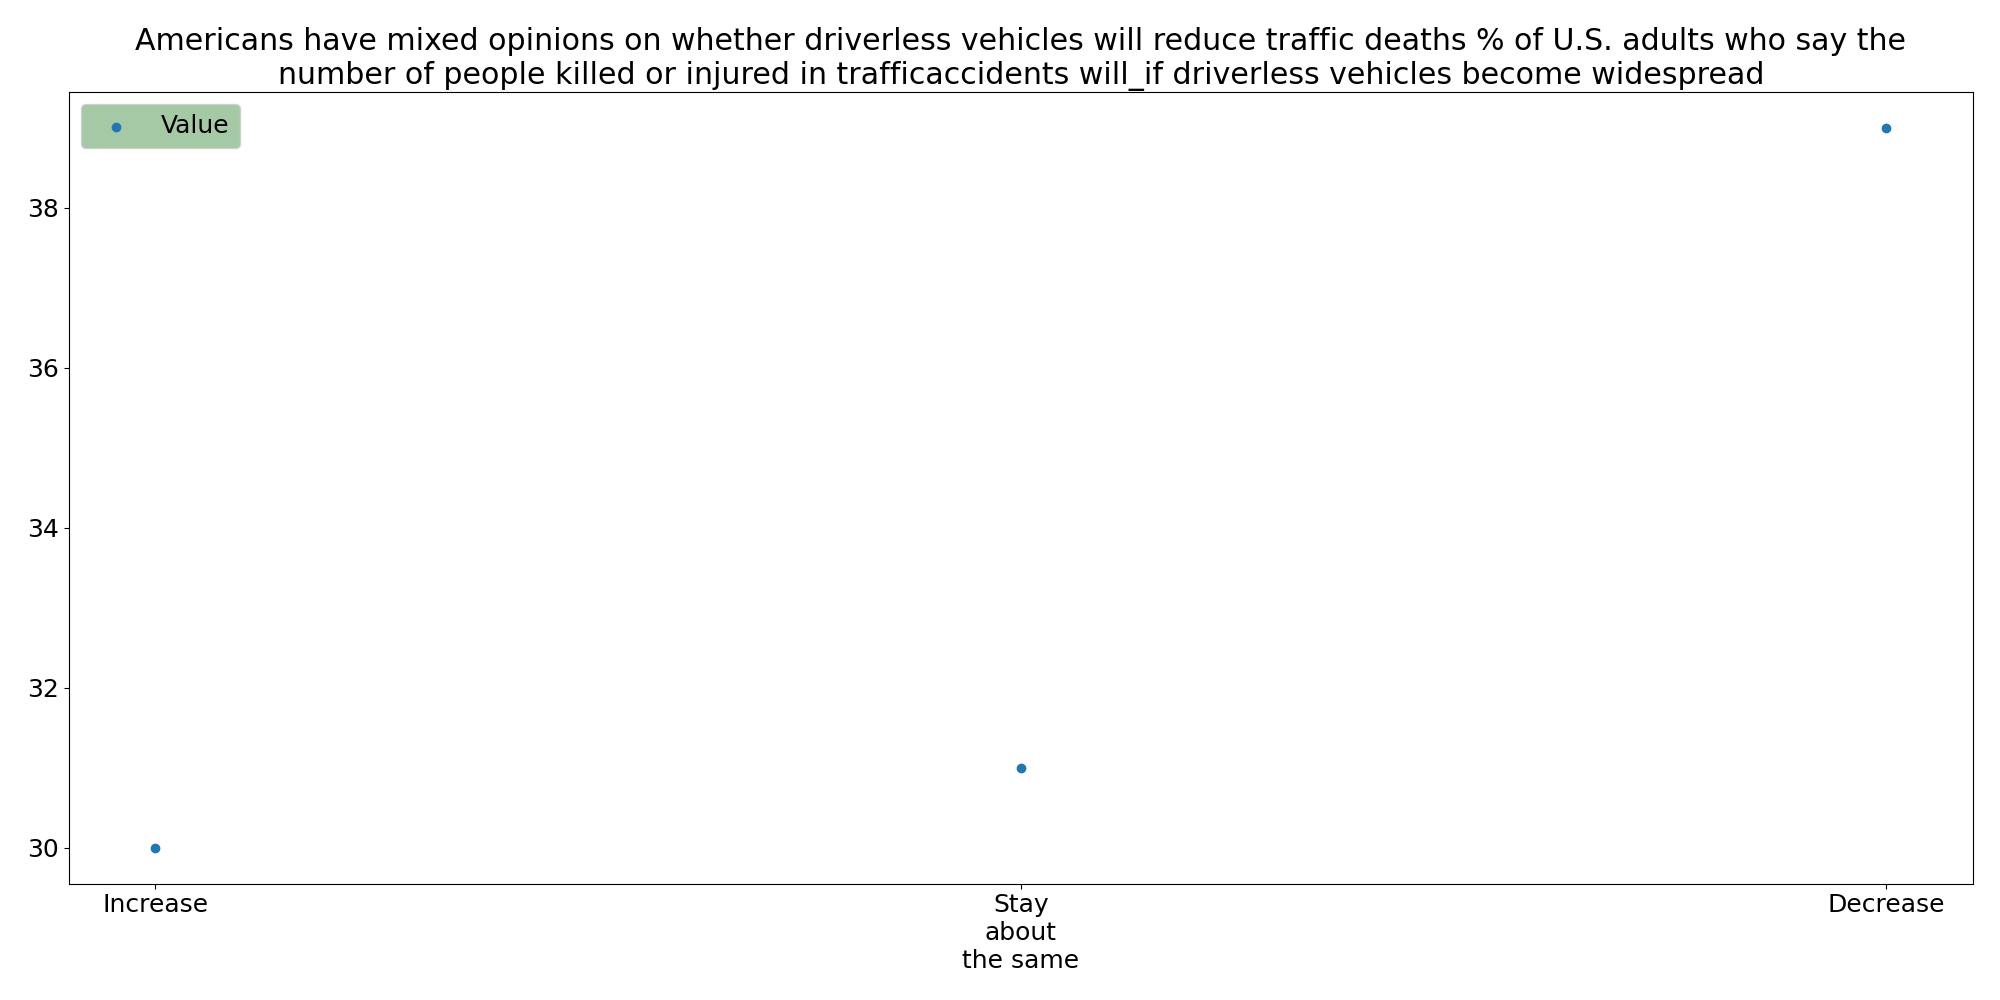 Americans have mixed opinions on whether driverless vehicles will reduce traffic deaths % of U.S. adults who say the
number of people killed or injured in trafficaccidents will_if driverless vehicles become widespread
Value
38
36
34
32
30
Increase
Stay
about
the same
Decrease